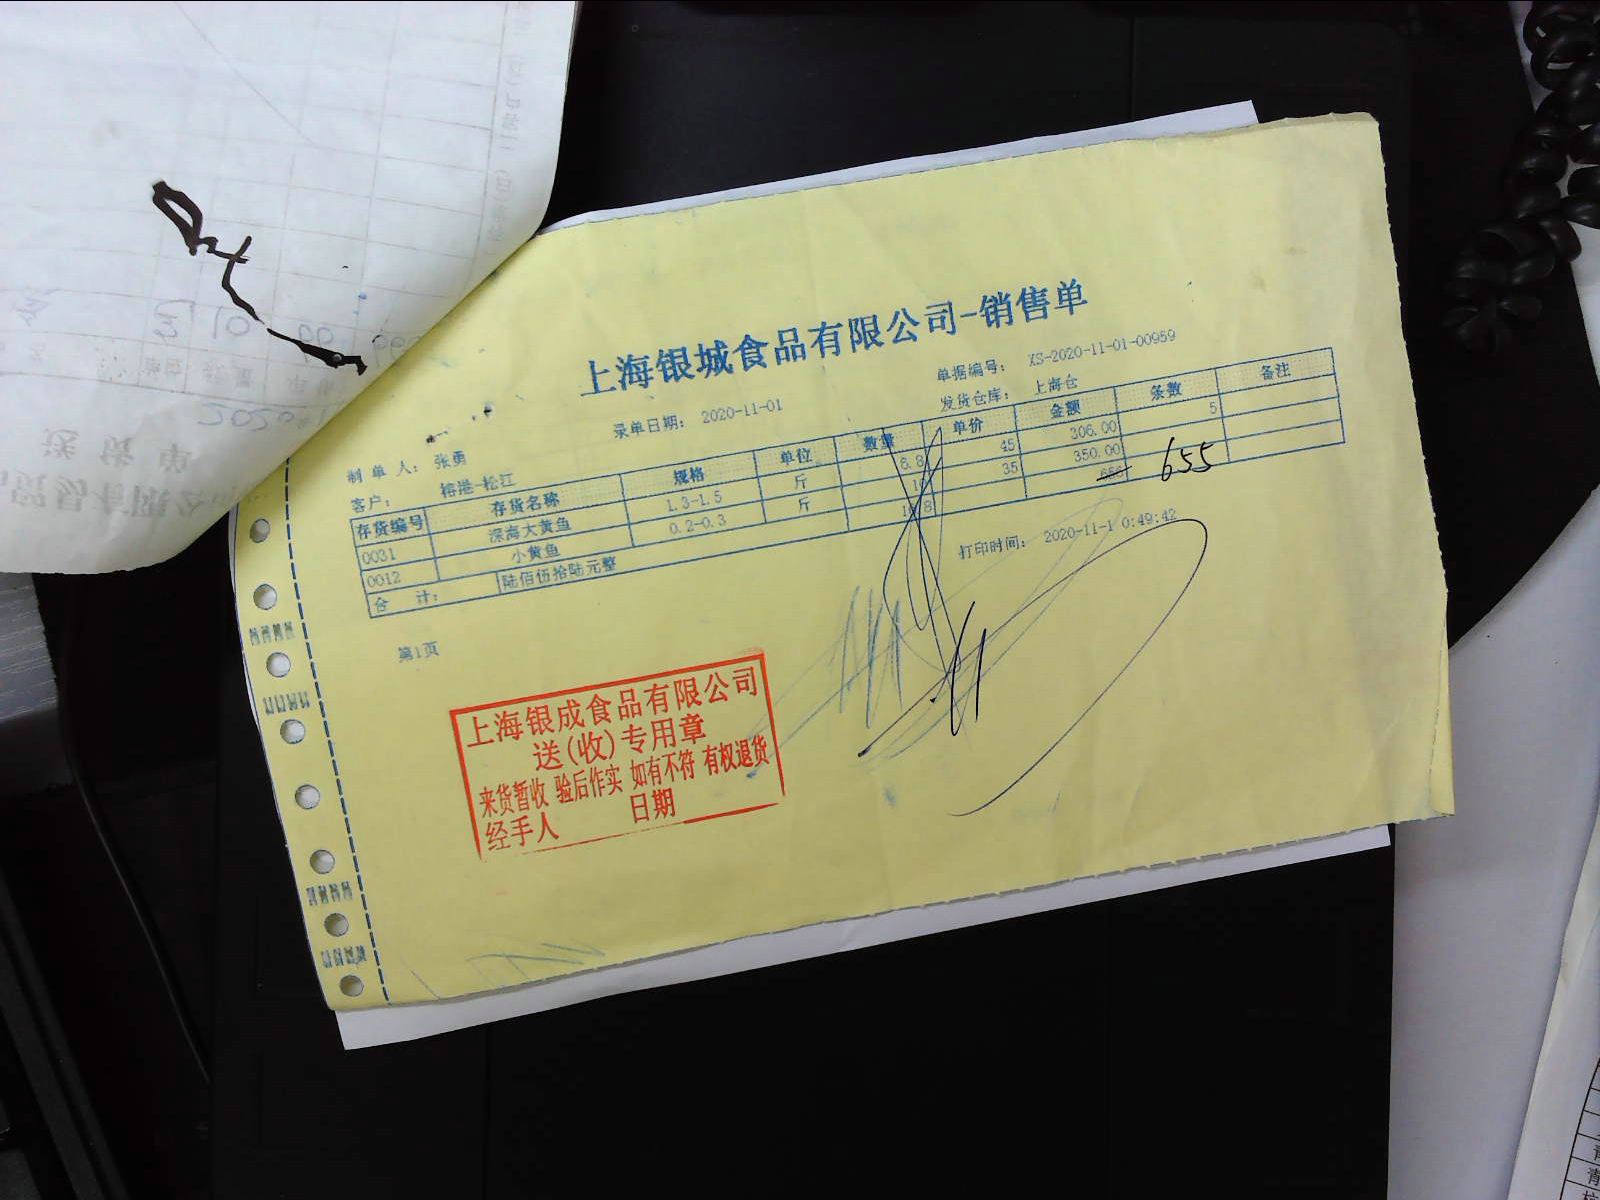 上海银城食品有限公司-销售单
单据编号: XS-2020-11-01-00959
录单日期: 2020-11-01
发货仓库: 上海仓
制单人: 张勇
客户: 榕港-松江
存货编号 存货名称 规格 单位 数量 单价 金额 条数 备注
0031 深海大黄鱼 1.3-1.5 斤 6.8 45 306.00 5
0012 小黄鱼 0.2-0.3 斤 10 35 350.00
合计: 陆佰伍拾陆元整 16.8 656 655
打印时间: 2020-11-1 0:49:42
第1页
上海银成食品有限公司
送(收)专用章
来货暂收 验后作实 如有不符 有权退货
经手人 日期